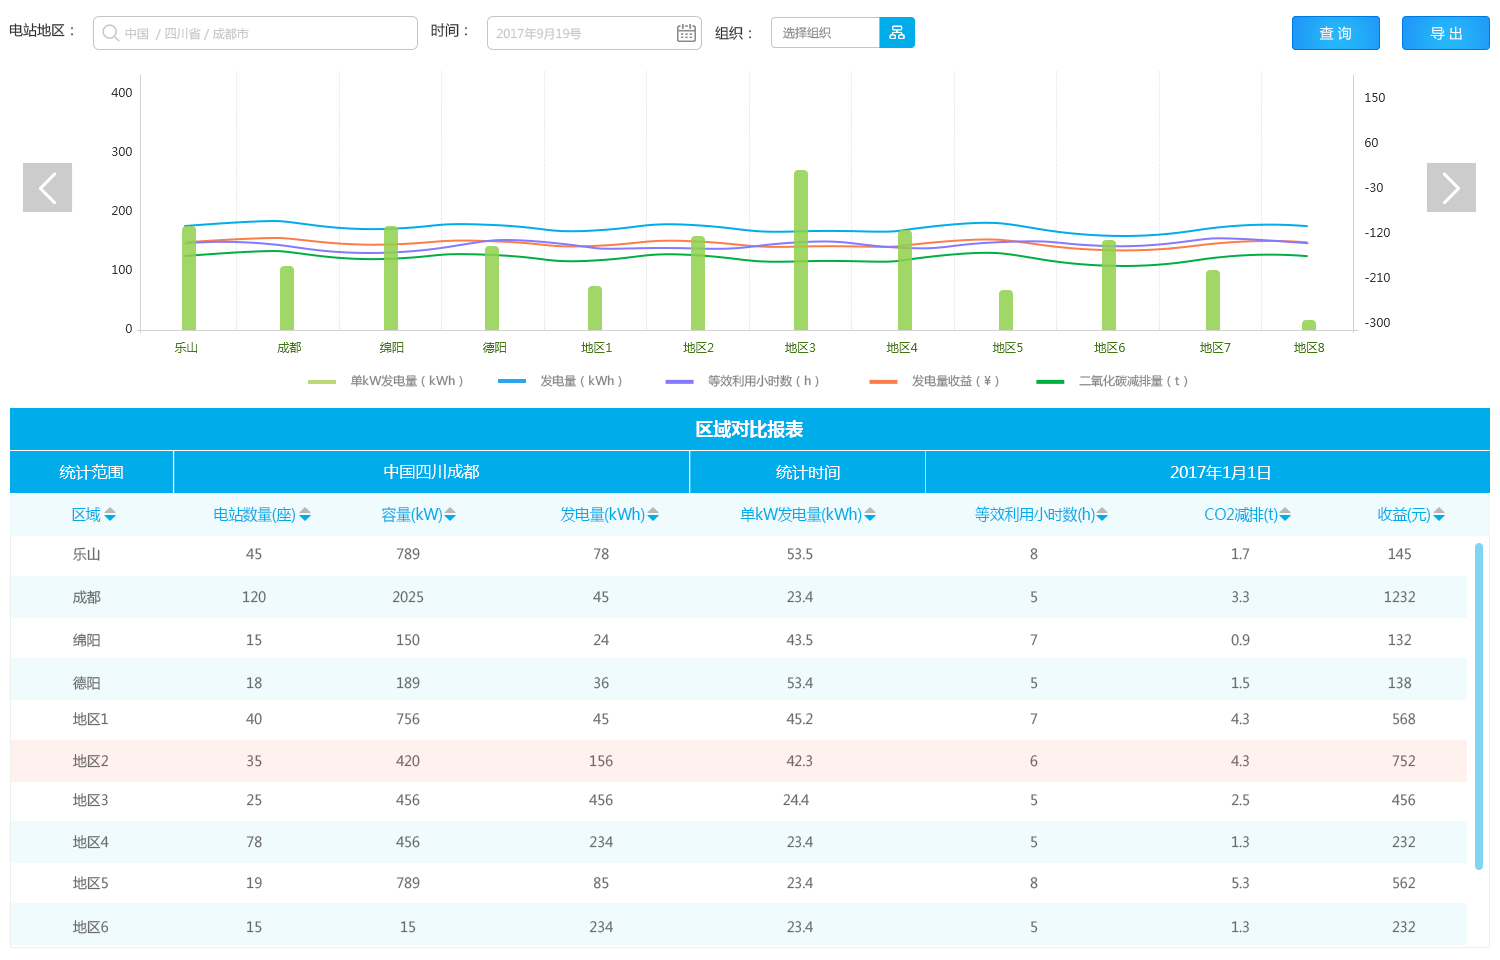 电站地区： 中国 / 四川省 / 成都市 时间： 2017年9月19号 组织： 选择组织 查 询 导 出
400 150
300 60
200 -30
100 -120
0 -210
-300
乐山 成都 绵阳 德阳 地区1 地区2 地区3 地区4 地区5 地区6 地区7 地区8
单kW发电量（kWh） 发电量（kWh） 等效利用小时数（h） 发电量收益（¥） 二氧化碳减排量（t）
区域对比报表
统计范围 中国四川成都 统计时间 2017年1月1日
区域 电站数量(座) 容量(kW) 发电量(kWh) 单kW发电量(kWh) 等效利用小时数(h) CO2减排(t) 收益(元)
乐山 45 789 78 53.5 8 1.7 145
成都 120 2025 45 23.4 5 3.3 1232
绵阳 15 150 24 43.5 7 0.9 132
德阳 18 189 36 53.4 5 1.5 138
地区1 40 756 45 45.2 7 4.3 568
地区2 35 420 156 42.3 6 4.3 752
地区3 25 456 456 24.4 5 2.5 456
地区4 78 456 234 23.4 5 1.3 232
地区5 19 789 85 23.4 8 5.3 562
地区6 15 15 234 23.4 5 1.3 232